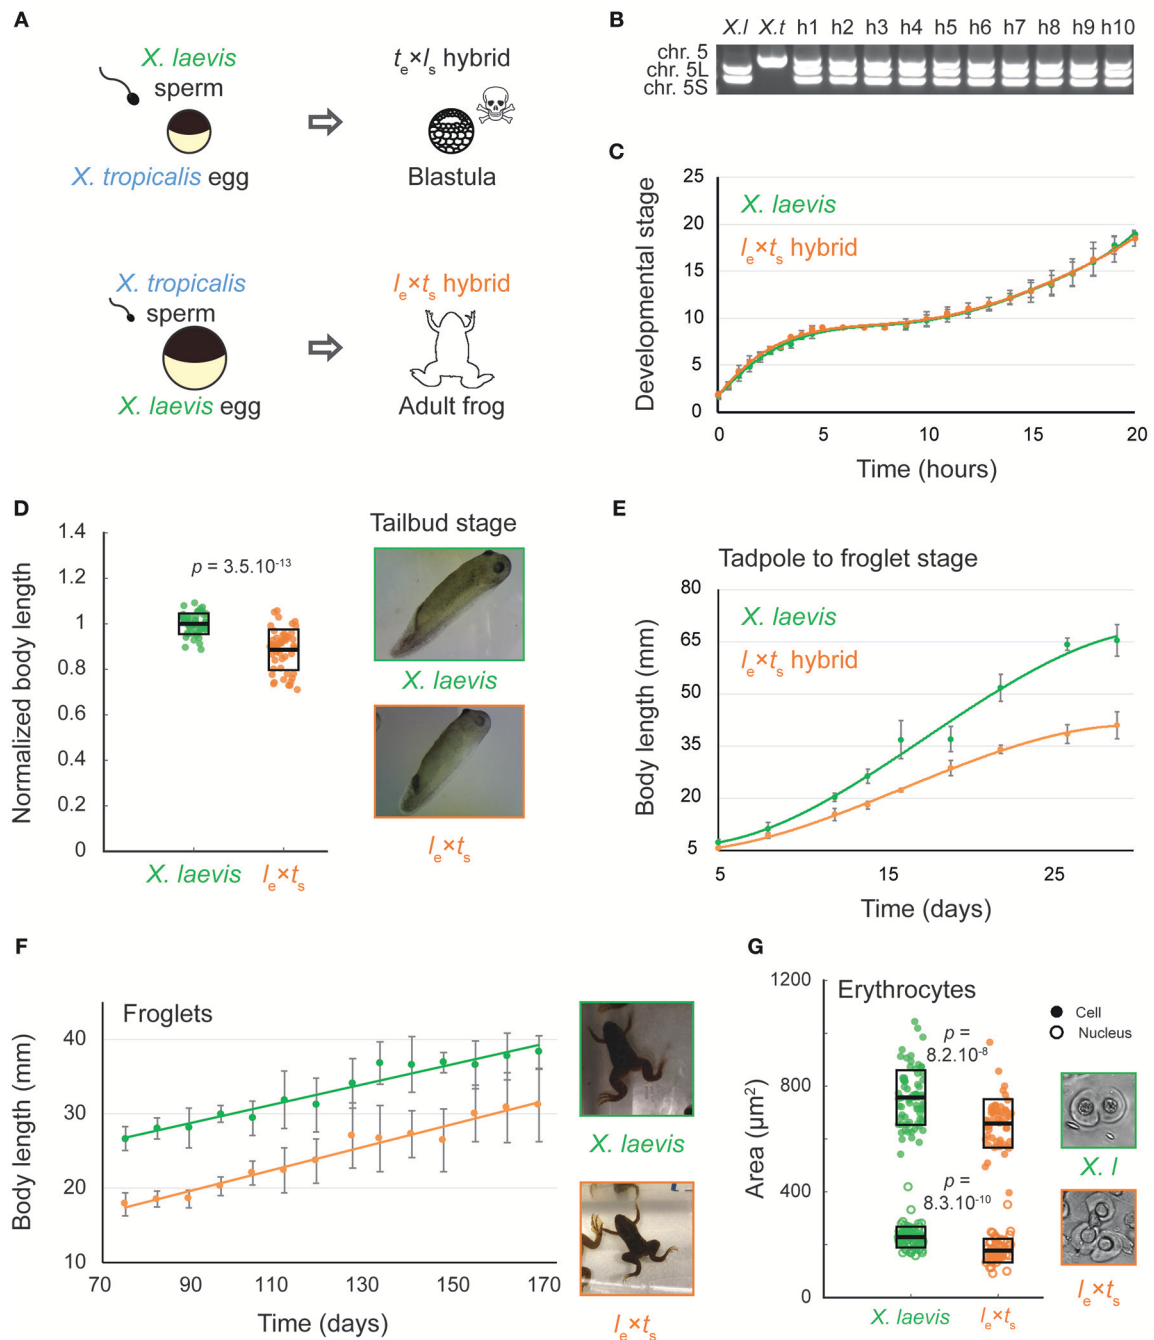 A
X. laevis
sperm
X. tropicalis egg
tₑ×lₛ hybrid
Blastula
X. tropicalis
sperm
X. laevis egg
lₑ×tₛ hybrid
Adult frog
B
X.l X.t h1 h2 h3 h4 h5 h6 h7 h8 h9 h10
chr. 5
chr. 5L
chr. 5S
C
Developmental stage
25
20
15
10
5
0
X. laevis
lₑ×tₛ hybrid
0 5 10 15 20
Time (hours)
D
Normalized body length
1.4
1.2
1
0.8
0.6
0.4
0.2
0
p = 3.5.10⁻¹³
X. laevis lₑ×tₛ
Tailbud stage
X. laevis
lₑ×tₛ
E
Tadpole to froglet stage
Body length (mm)
80
65
50
35
20
5
X. laevis
lₑ×tₛ hybrid
5 15 25
Time (days)
F
Froglets
Body length (mm)
40
30
20
10
70 90 110 130 150 170
Time (days)
X. laevis
lₑ×tₛ
G
Erythrocytes
Area (µm²)
1200
800
400
0
Cell
Nucleus
p =
8.2.10⁻⁸
p =
8.3.10⁻¹⁰
X. laevis lₑ×tₛ
X. l
lₑ×tₛ